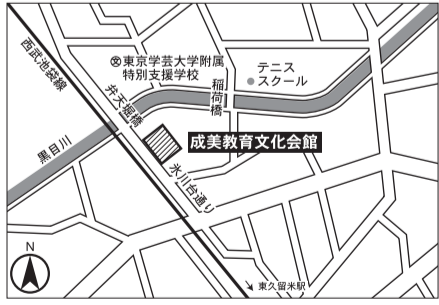 西武池袋線
東京学芸大学附属
特別支援学校
テニス
スクール
弁天堀橋
稲荷橋
黒目川
成美教育文化会館
氷川台通り
N
東久留米駅